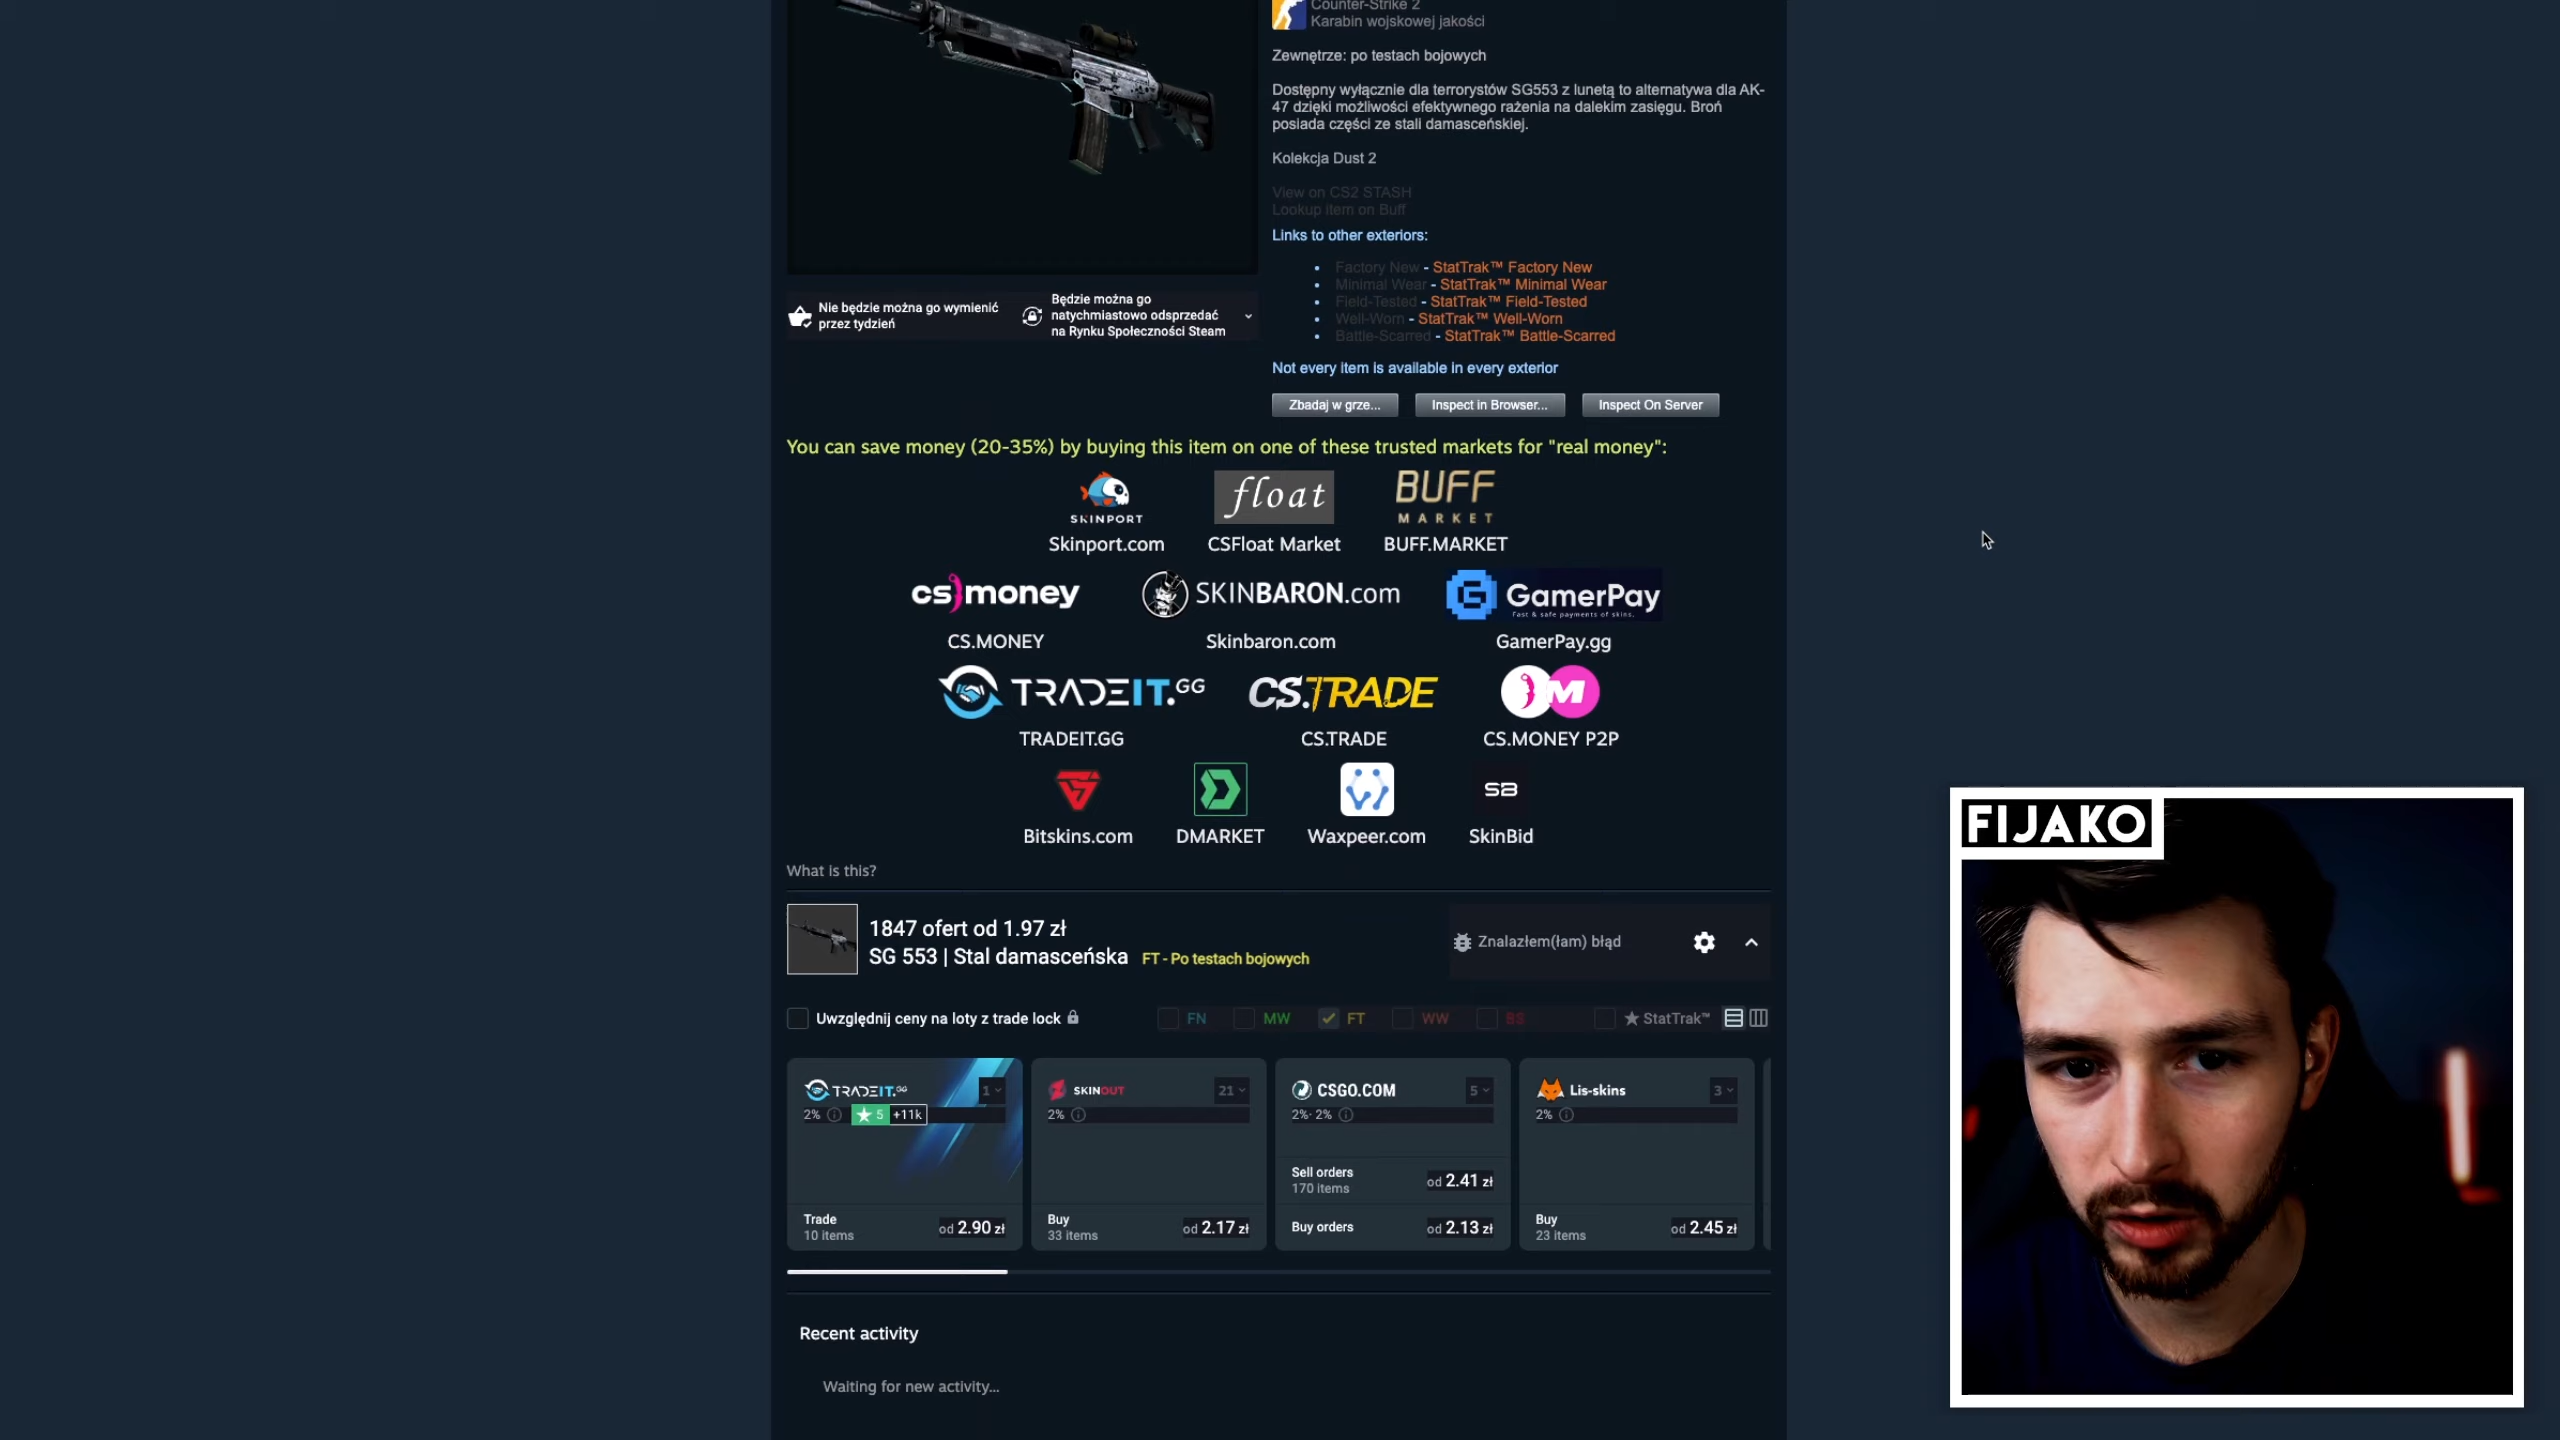 Counter-Strike 2
Karabin wojskowej jakości
Zewnętrze: po testach bojowych
Dostępny wyłącznie dla terrorystów SG553 z lunetą to alternatywa dla AK-
47 dzięki możliwości efektywnego rażenia na dalekim zasięgu. Broń
posiada części ze stali damasceńskiej.
Kolekcja Dust 2
View on CS2 STASH
Lookup item on Buff
Links to other exteriors:
Factory New - StatTrak™ Factory New
Minimal Wear - StatTrak™ Minimal Wear
Field-Tested - StatTrak™ Field-Tested
Well-Worn - StatTrak™ Well-Worn
Battle-Scarred - StatTrak™ Battle-Scarred
Not every item is available in every exterior
Nie będzie można go wymienić
przez tydzień
Będzie można go
natychmiastowo odsprzedać
na Rynku Społeczności Steam
Zbadaj w grze... Inspect in Browser... Inspect On Server
You can save money (20-35%) by buying this item on one of these trusted markets for "real money":
SKINPORT float BUFF
MARKET
Skinport.com CSFloat Market BUFF.MARKET
cs money SKINBARON.com GamerPay
Fast & safe payments of skins.
CS.MONEY Skinbaron.com GamerPay.gg
TRADEIT.GG CS.TRADE M
TRADEIT.GG CS.TRADE CS.MONEY P2P
SB
Bitskins.com DMARKET Waxpeer.com SkinBid
What is this?
1847 ofert od 1.97 zł
SG 553 | Stal damasceńska FT - Po testach bojowych
Znalazłem(łam) błąd
Uwzględnij ceny na loty z trade lock FN MW FT WW BS ★ StatTrak™
TRADEIT.GG 1
2% ★ 5 +11k
Trade
10 items
od 2.90 zł
SKINOUT 21
2%
Buy
33 items
od 2.17 zł
CSGO.COM 5
2%- 2%
Sell orders
170 items
od 2.41 zł
Buy orders od 2.13 zł
Lis-skins 3
2%
Buy
23 items
od 2.45 zł
Recent activity
Waiting for new activity...
FIJAKO